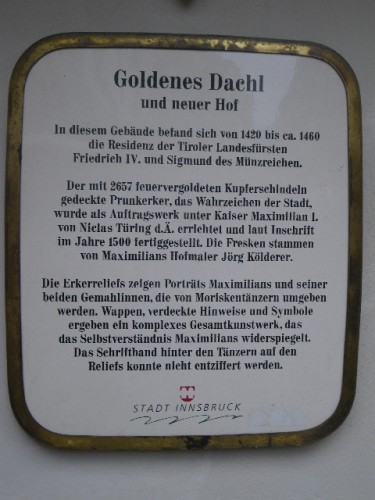 Goldenes Dachl
und neuer Hof
In diesem Gebäude befand sich von 1420 bis ca. 1460
die Residenz der Tiroler Landesfürsten
Friedrich IV. und Sigmund des Münzreichen.
Der mit 2657 feuervergoldeten Kupferschindeln
gedeckte Prunkerker, das Wahrzeichen der Stadt,
wurde als Auftragswerk unter Kaiser Maximilian I.
von Niclas Türing d.Ä. errichtet und laut Inschrift
im Jahre 1500 fertiggestellt. Die Fresken stammen
von Maximilians Hofmaler Jörg Kölderer.
Die Erkerreliefs zeigen Porträts Maximilians und seiner
beiden Gemahlinnen, die von Moriskentänzern umgeben
werden. Wappen, verdeckte Hinweise und Symbole
ergeben ein komplexes Gesamtkunstwerk, das
das Selbstverständnis Maximilians widerspiegelt.
Das Schriftband hinter den Tänzern auf den
Reliefs konnte nicht entziffert werden.
STADT INNSBRUCK